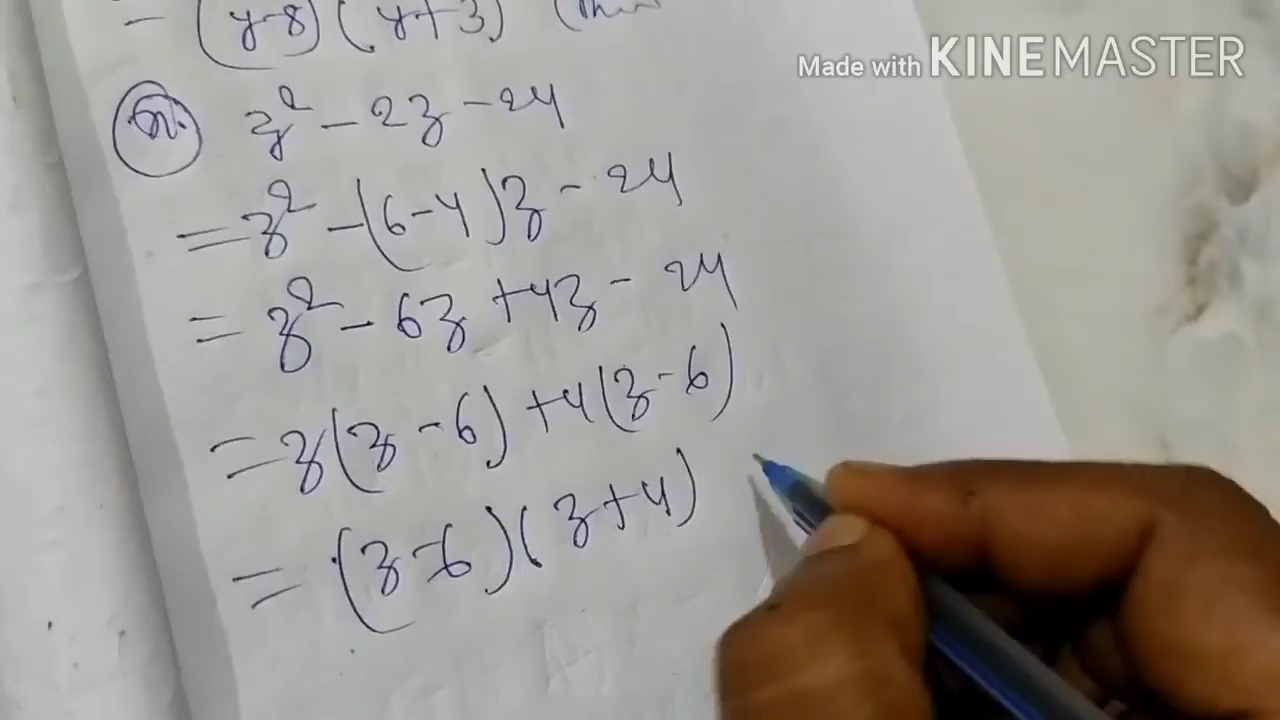 = (y-8) (y+3)
Made with KINEMASTER
z² - 2z - 24
= z² - (6-4)z - 24
= z² - 6z + 4z - 24
= z(z-6) + 4(z-6)
= (z-6)(z+4)